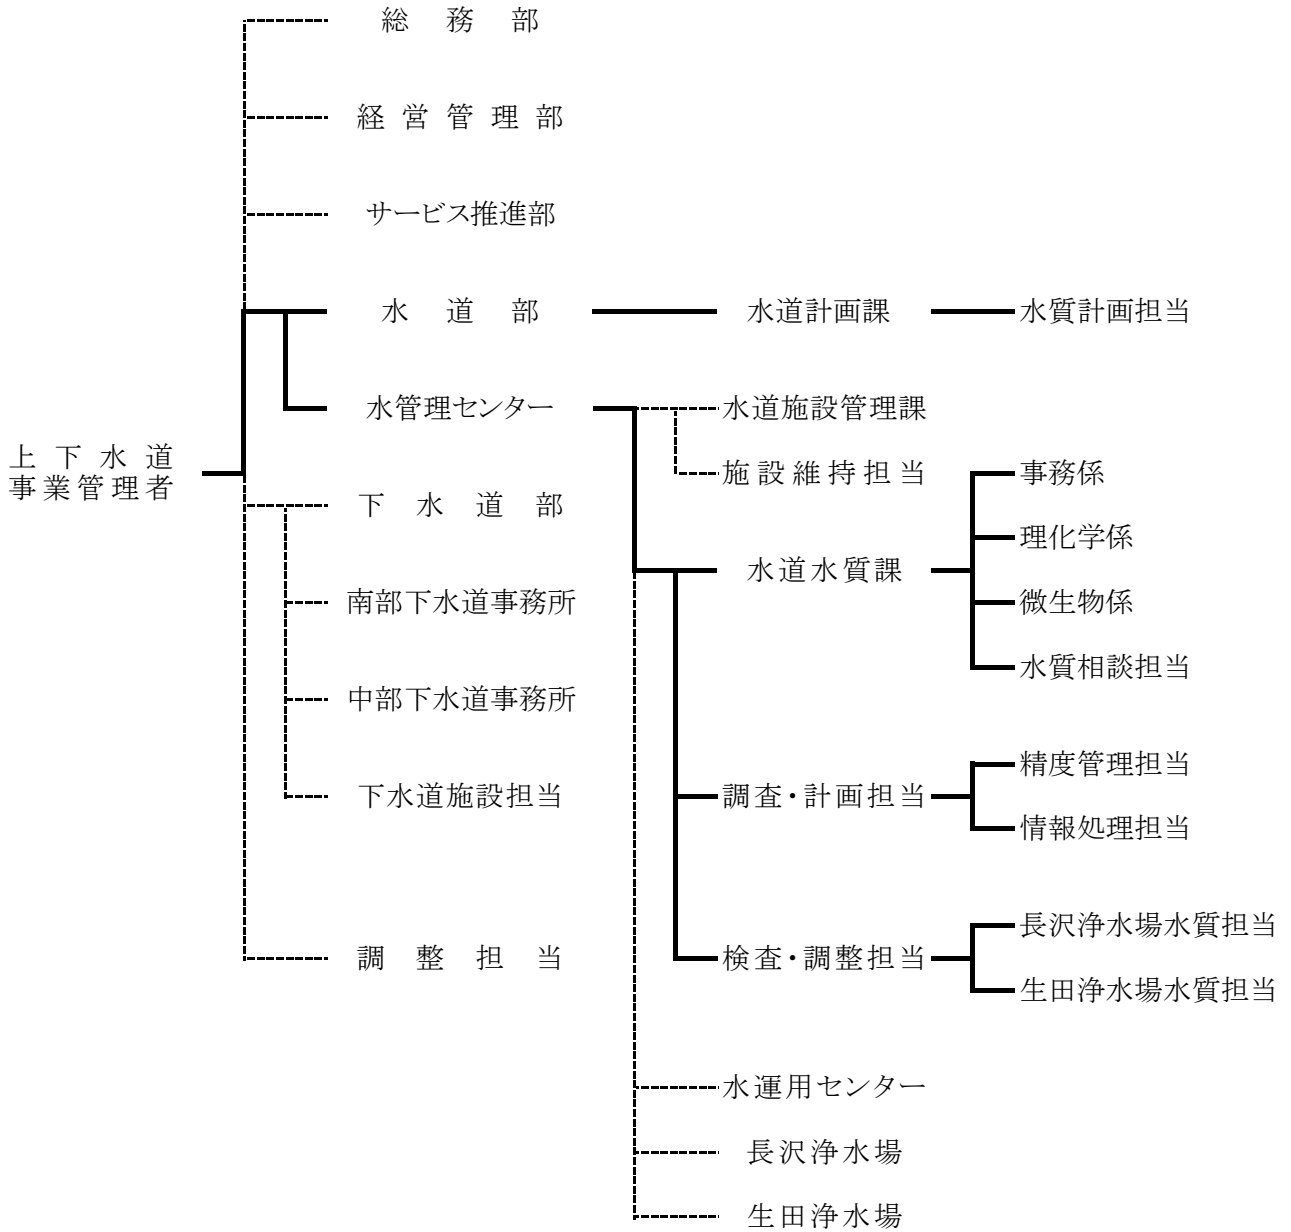 総務部
経営管理部
サービス推進部
水道部
水道計画課
水質計画担当
水管理センター
水道施設管理課
上下水道
事業管理者
施設維持担当
事務係
下水道部
理化学係
水道水質課
南部下水道事務所
微生物係
水質相談担当
中部下水道事務所
精度管理担当
下水道施設担当
調査・計画担当
情報処理担当
長沢浄水場水質担当
調整担当
検査・調整担当
生田浄水場水質担当
水運用センター
長沢浄水場
生田浄水場